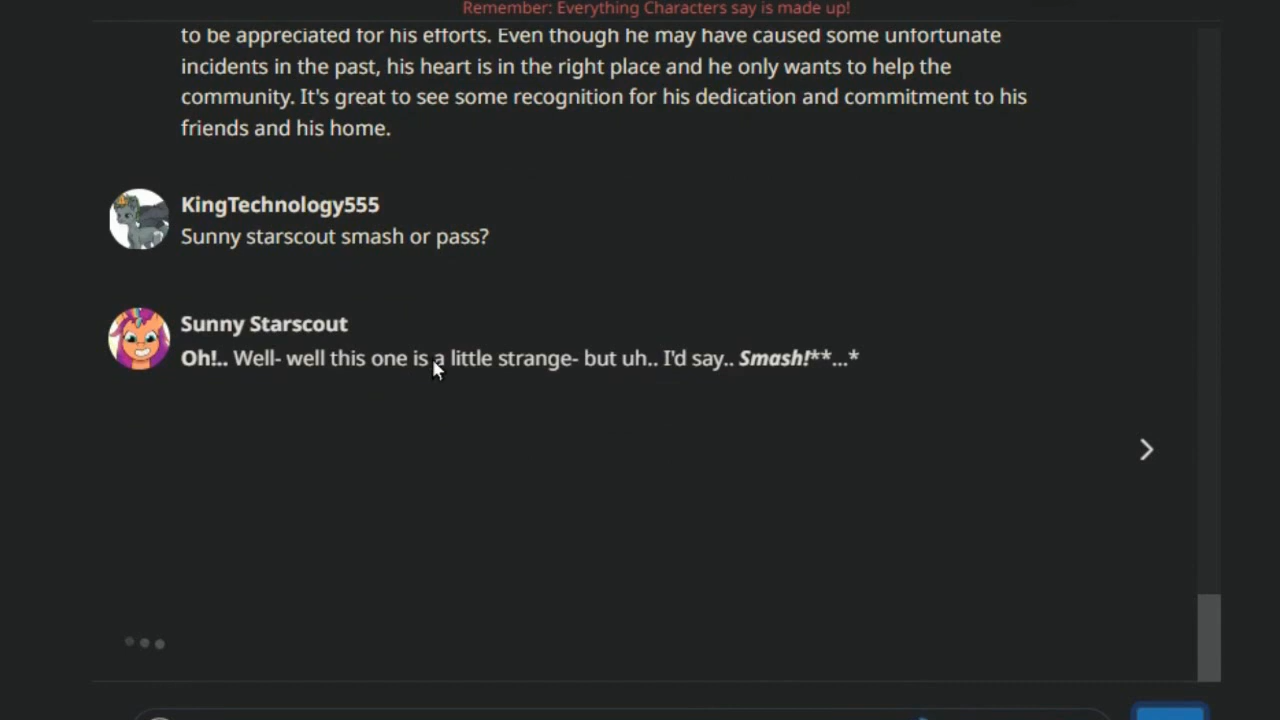 Remember: Everything Characters say is made up!
to be appreciated for his efforts. Even though he may have caused some unfortunate
incidents in the past, his heart is in the right place and he only wants to help the
community. It's great to see some recognition for his dedication and commitment to his
friends and his home.
KingTechnology555
Sunny starscout smash or pass?
Sunny Starscout
Oh!.. Well- well this one is a little strange- but uh.. I'd say.. Smash!**...*